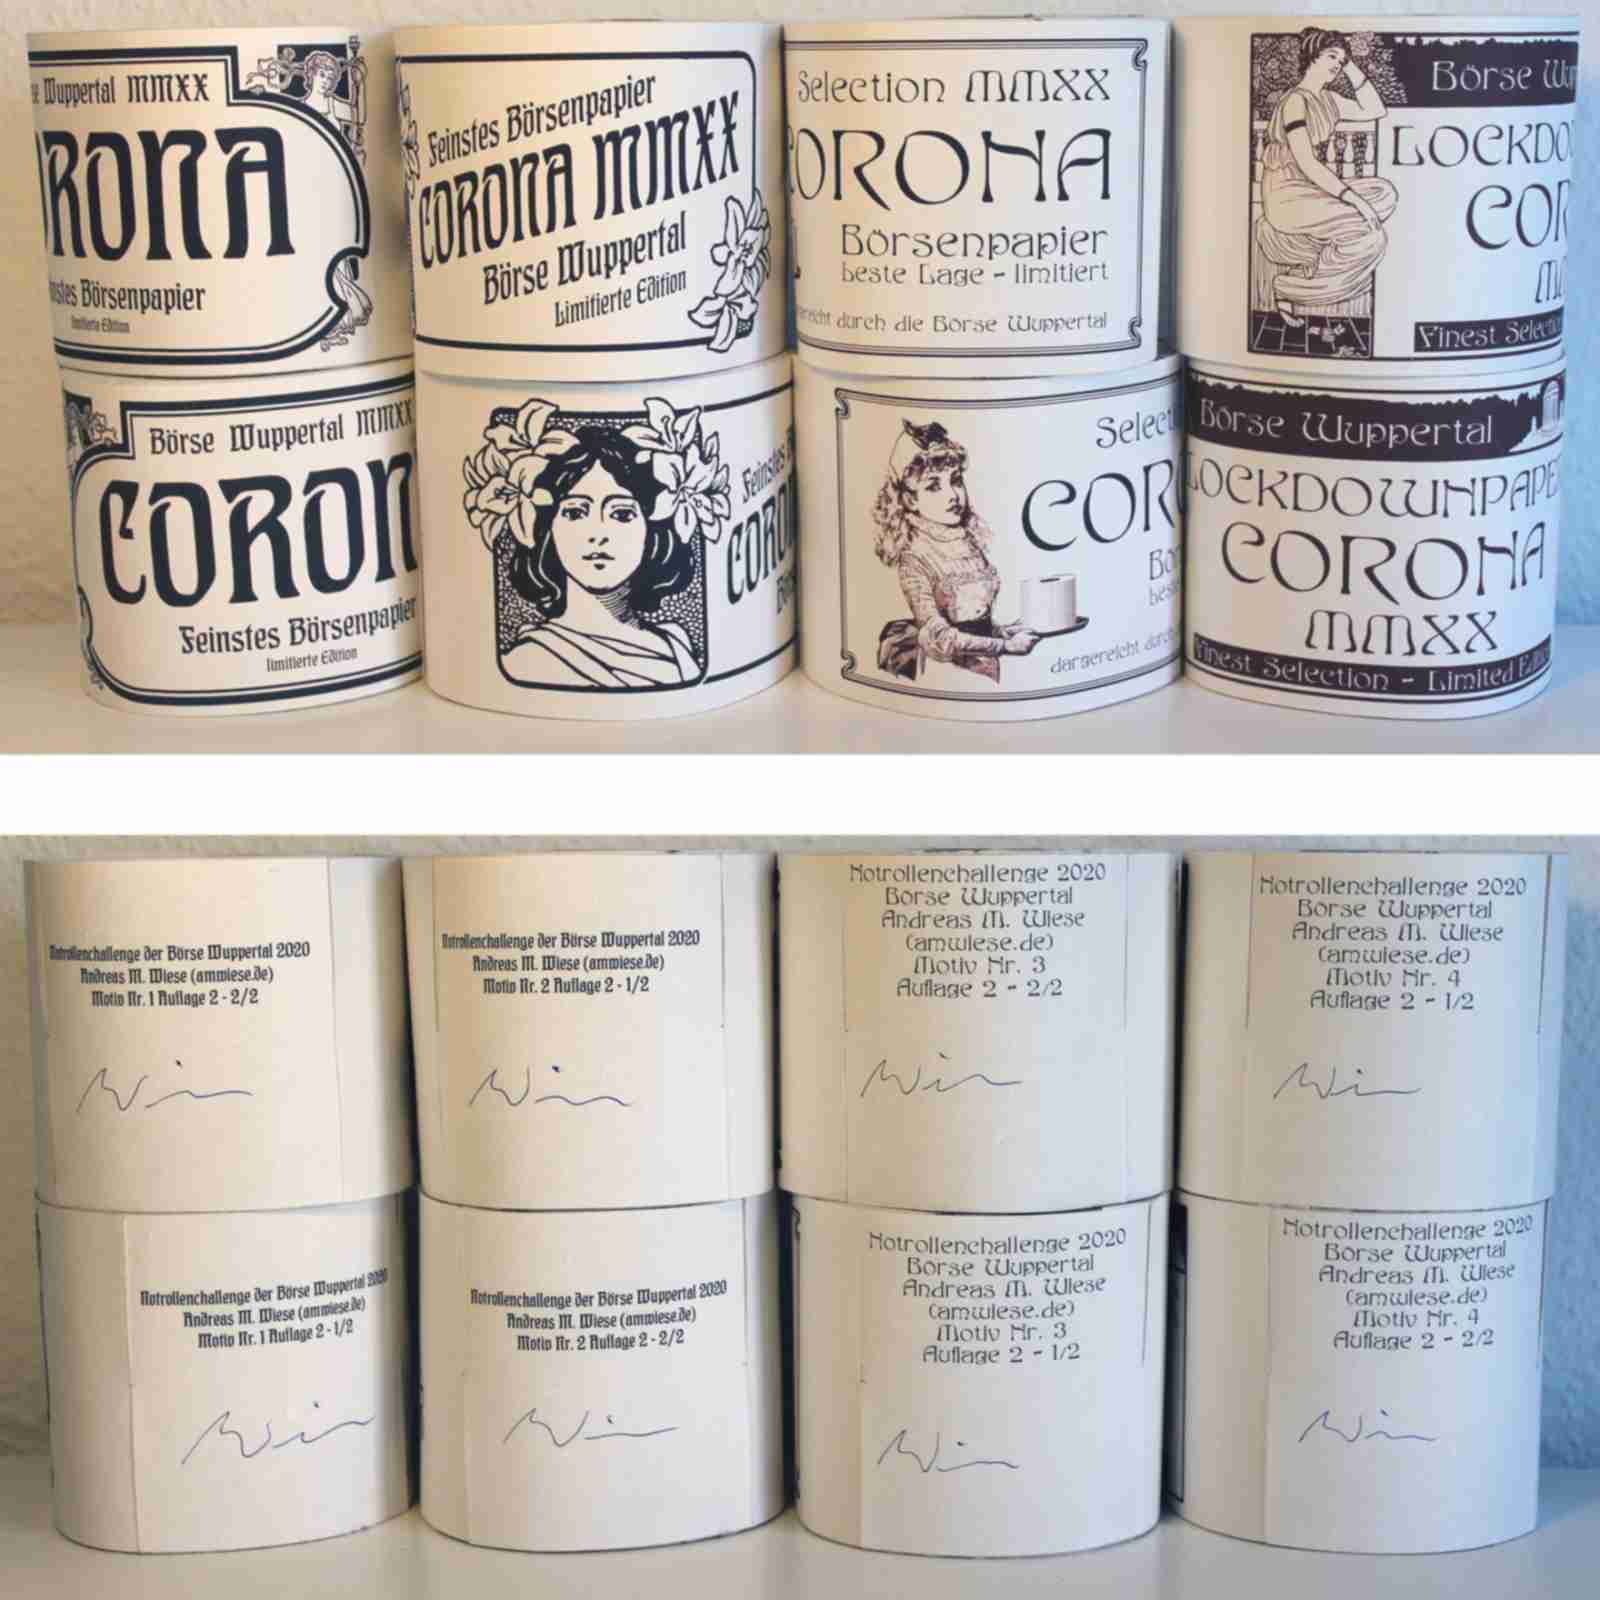 Wuppertal MMXX
RONA
Börsenpapier
limitierte Edition
Feinstes Börsenpapier
CORONA MMXX
Börse Wuppertal
Limitierte Edition
Selection MMXX
CORONA
Börsenpapier
beste Lage - limitiert
durch die Börse Wuppertal
Börse Wu
LOCKDO
COR
Finest Selection
Börse Wuppertal MMXX
CORON
Feinstes Börsenpapier
limitierte Edition
Feinstes
CORO
Selec
COR
dargereicht durch
Börse Wuppertal
LOCKDOWNPAPE
CORONA
MMXX
Finest Selection - Limited Edi
Notrollenchallenge der Börse Wuppertal 2020
Andreas M. Wiese (amwiese.de)
Motiv Nr. 1 Auflage 2 - 2/2
Notrollenchallenge der Börse Wuppertal 2020
Andreas M. Wiese (amwiese.de)
Motiv Nr. 2 Auflage 2 - 1/2
Notrollenchallenge 2020
Börse Wuppertal
Andreas M. Wiese
(amwiese.de)
Motiv Nr. 3
Auflage 2 - 2/2
Notrollenchallenge 2020
Börse Wuppertal
Andreas M. Wiese
(amwiese.de)
Motiv Nr. 4
Auflage 2 - 1/2
Notrollenchallenge der Börse Wuppertal 2020
Andreas M. Wiese (amwiese.de)
Motiv Nr. 1 Auflage 2 - 1/2
Notrollenchallenge der Börse Wuppertal 2020
Andreas M. Wiese (amwiese.de)
Motiv Nr. 2 Auflage 2 - 2/2
Notrollenchallenge 2020
Börse Wuppertal
Andreas M. Wiese
(amwiese.de)
Motiv Nr. 3
Auflage 2 - 1/2
Notrollenchallenge 2020
Börse Wuppertal
Andreas M. Wiese
(amwiese.de)
Motiv Nr. 4
Auflage 2 - 2/2